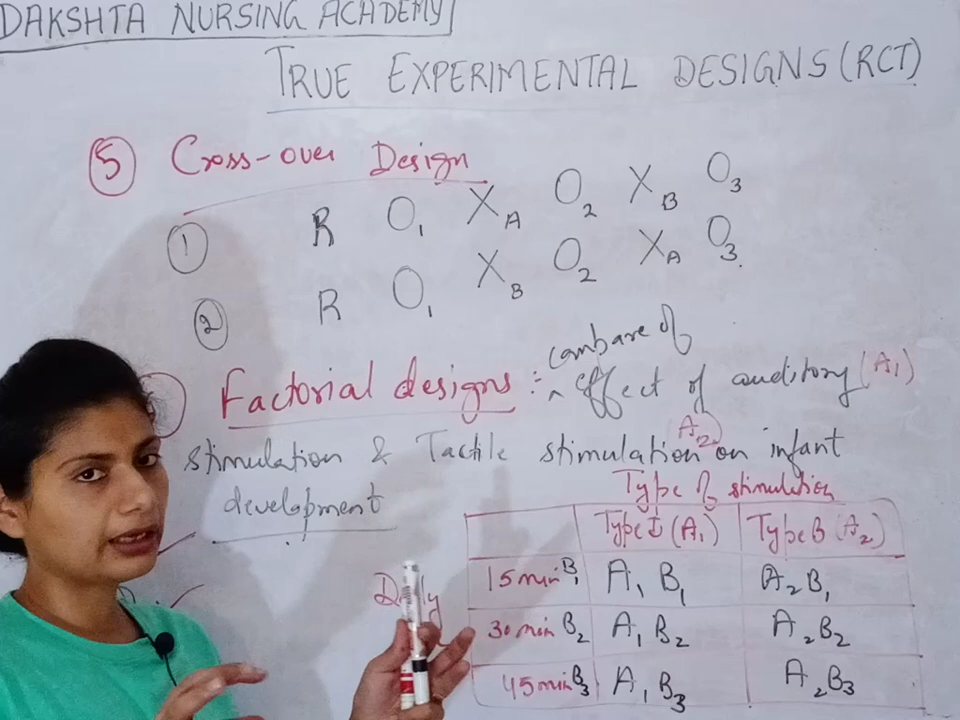 DAKSHTA NURSING ACADEMY
TRUE EXPERIMENTAL DESIGNS (RCT)
5 Cross-over Design
1 R O1 XA O2 XB O3
2 R O1 XB O2 XA O3.
Factorial designs : compare of
effect of auditory (A1)
stimulation & Tactile stimulation (A2) on infant
development
Type of stimulation
Type I (A1) Type B (A2)
Daily
15 min B1 A1 B1 A2 B1
30 min B2 A1 B2 A2 B2
45 min B3 A1 B3 A2 B3